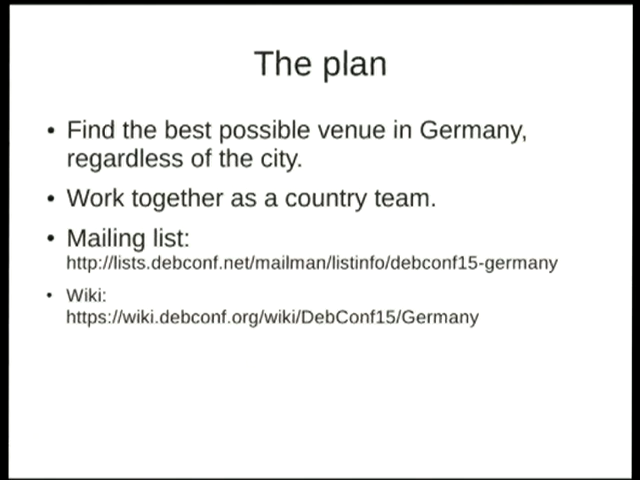 The plan
• Find the best possible venue in Germany,
regardless of the city.
• Work together as a country team.
• Mailing list:
http://lists.debconf.net/mailman/listinfo/debconf15-germany
• Wiki:
https://wiki.debconf.org/wiki/DebConf15/Germany